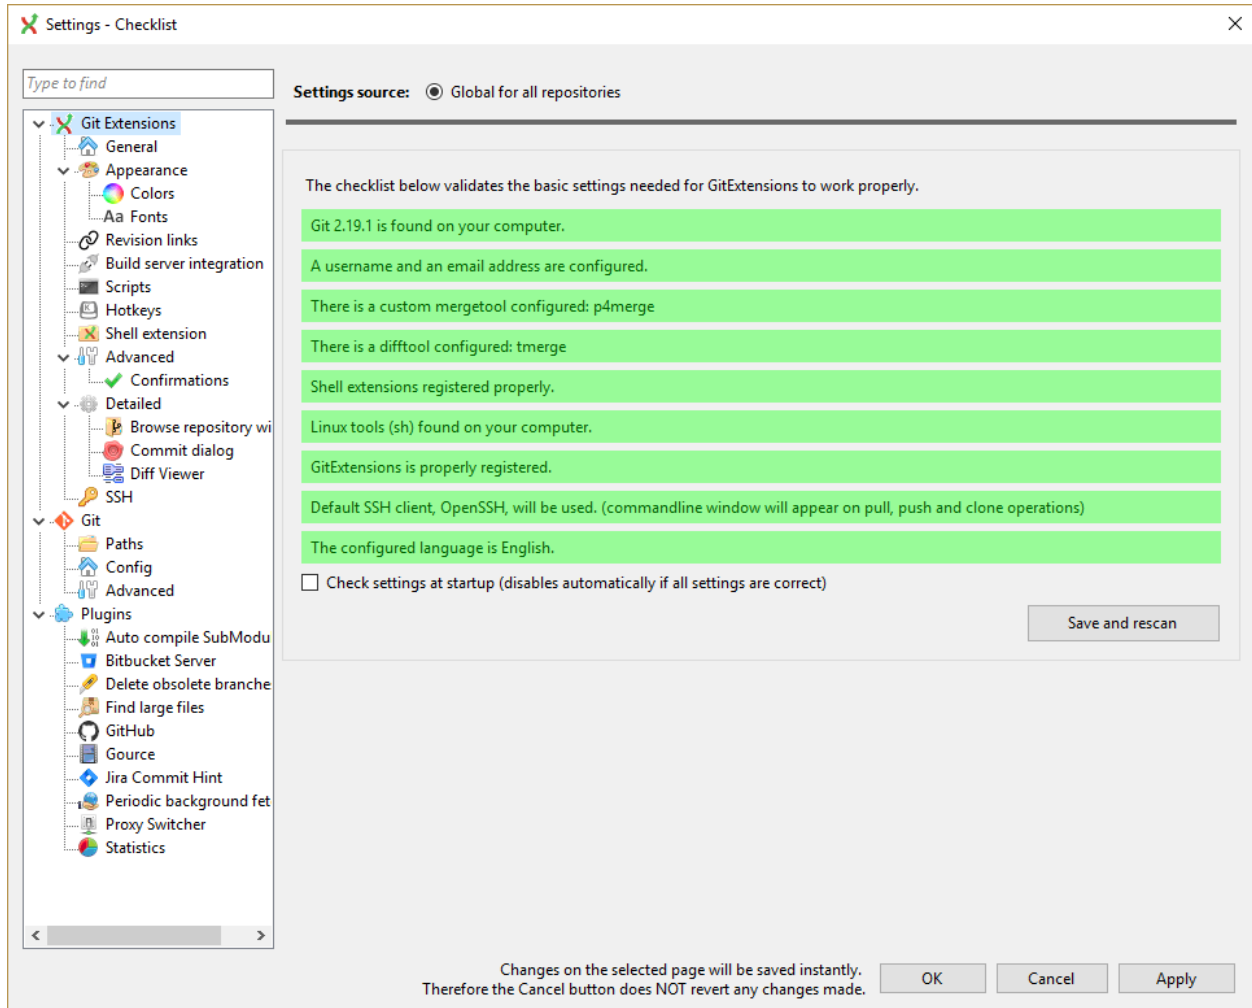 Settings - Checklist
Type to find
Settings source: Global for all repositories
Git Extensions
General
Appearance
Colors
Aa Fonts
Revision links
Build server integration
Scripts
Hotkeys
Shell extension
Advanced
Confirmations
Detailed
Browse repository wi
Commit dialog
Diff Viewer
SSH
Git
Paths
Config
Advanced
Plugins
Auto compile SubModu
Bitbucket Server
Delete obsolete branche
Find large files
GitHub
Gource
Jira Commit Hint
Periodic background fet
Proxy Switcher
Statistics
The checklist below validates the basic settings needed for GitExtensions to work properly.
Git 2.19.1 is found on your computer.
A username and an email address are configured.
There is a custom mergetool configured: p4merge
There is a difftool configured: tmerge
Shell extensions registered properly.
Linux tools (sh) found on your computer.
GitExtensions is properly registered.
Default SSH client, OpenSSH, will be used. (commandline window will appear on pull, push and clone operations)
The configured language is English.
Check settings at startup (disables automatically if all settings are correct)
Save and rescan
Changes on the selected page will be saved instantly.
Therefore the Cancel button does NOT revert any changes made.
OK Cancel Apply